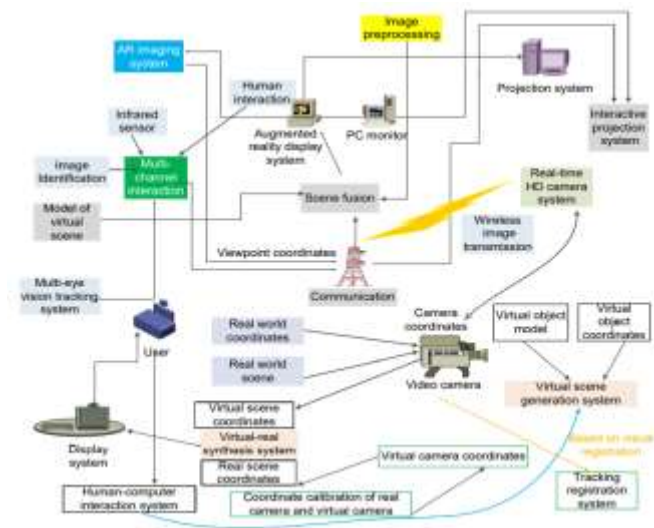 Image
preprocessing
AR imaging
system
Human
interaction
Projection system
Infrared
sensor
Augmented
reality display
system
PC monitor
Interactive
projection
system
Image
Identification
Multi-
channel
interaction
Real-time
HD camera
system
Model of
virtual
scene
Scene fusion
Wireless
image
transmission
Viewpoint coordinates
Communication
Multi-eye
vision tracking
system
Camera
coordinates
Virtual object
model
Virtual
object
coordinates
Real world
coordinates
User
Real world
scene
Video camera
Virtual scene
generation system
Virtual scene
coordinates
Virtual-real
synthesis system
Based on visual
registration
Display
system
Real scene
coordinates
Virtual camera coordinates
Human-computer
interaction system
Coordinate calibration of real
camera and virtual camera
Tracking
registration
system